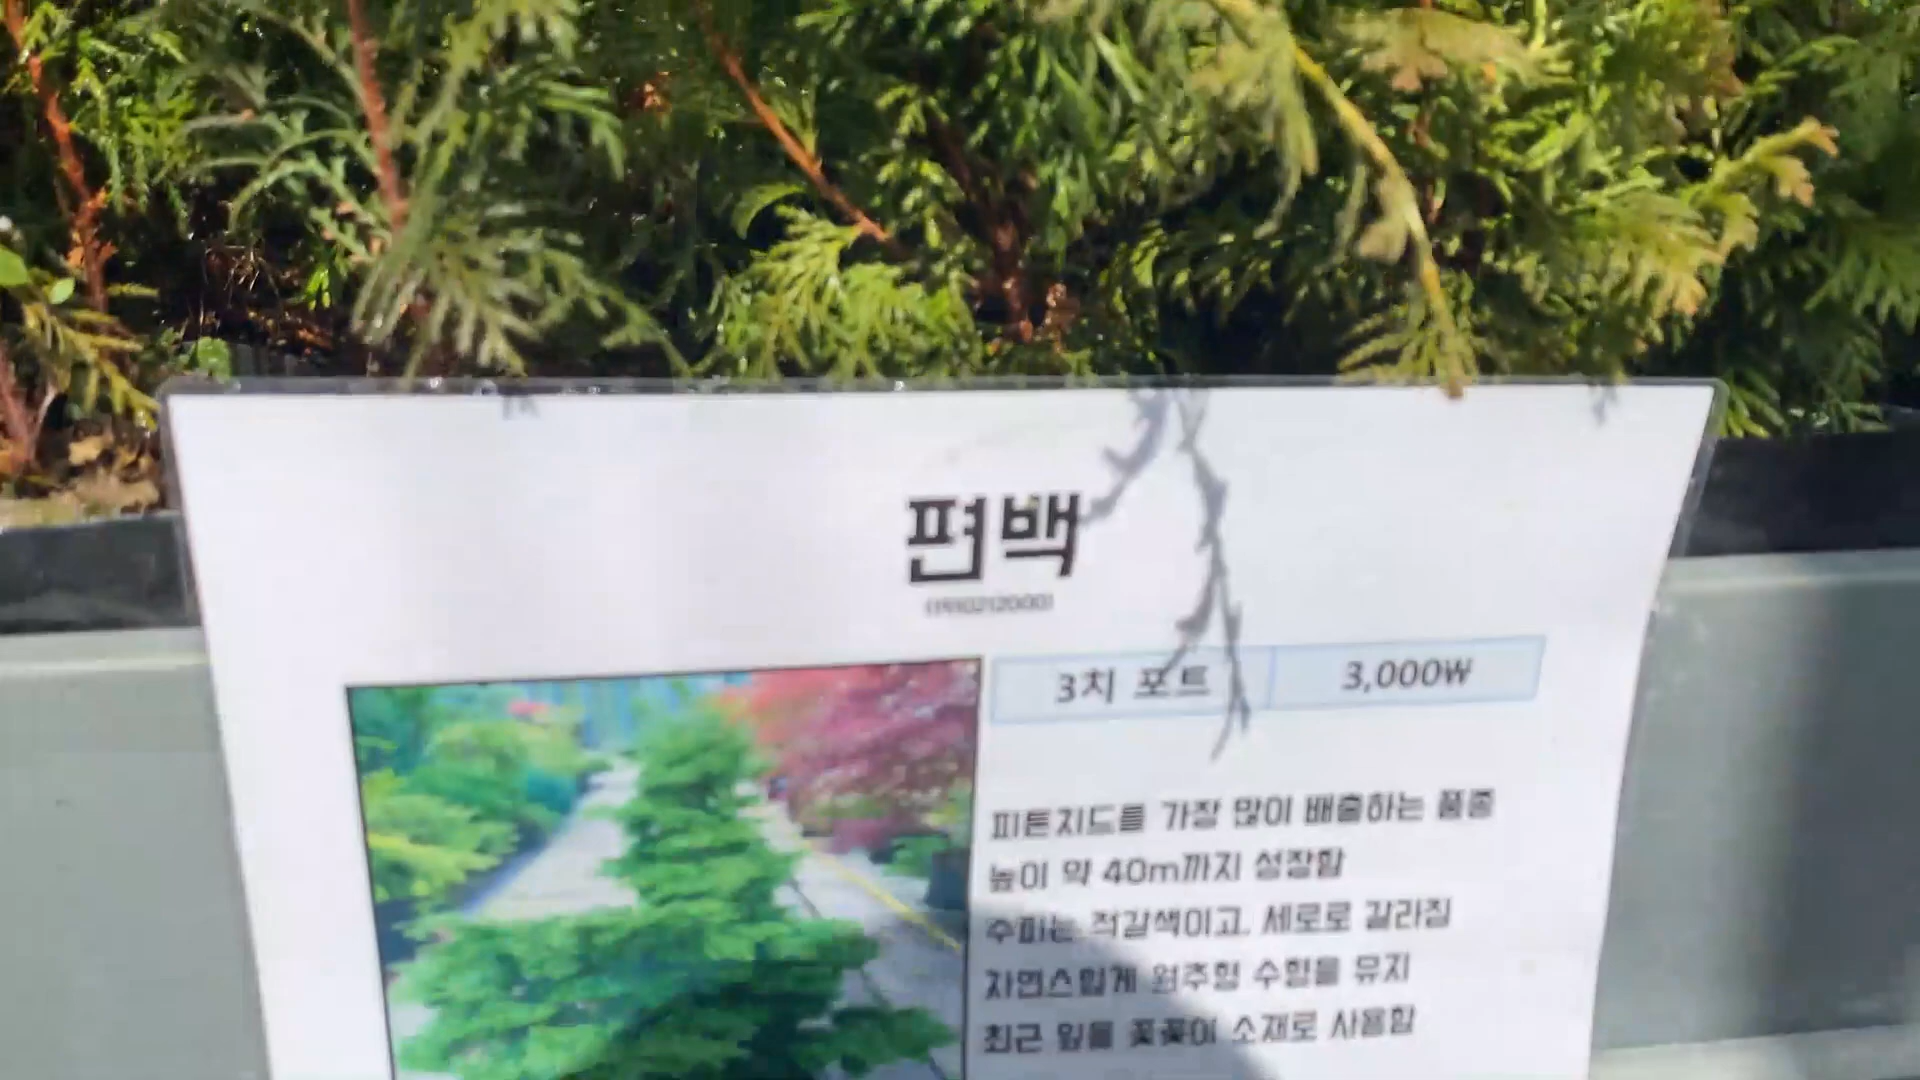 편백
3치 포트 3,000₩
피톤치드를 가장 많이 배출하는 품종
높이 약 40m까지 성장함
수피는 적갈색이고, 세로로 갈라짐
자연스럽게 원추형 수형을 유지
최근 잎을 꽃꽂이 소재로 사용함